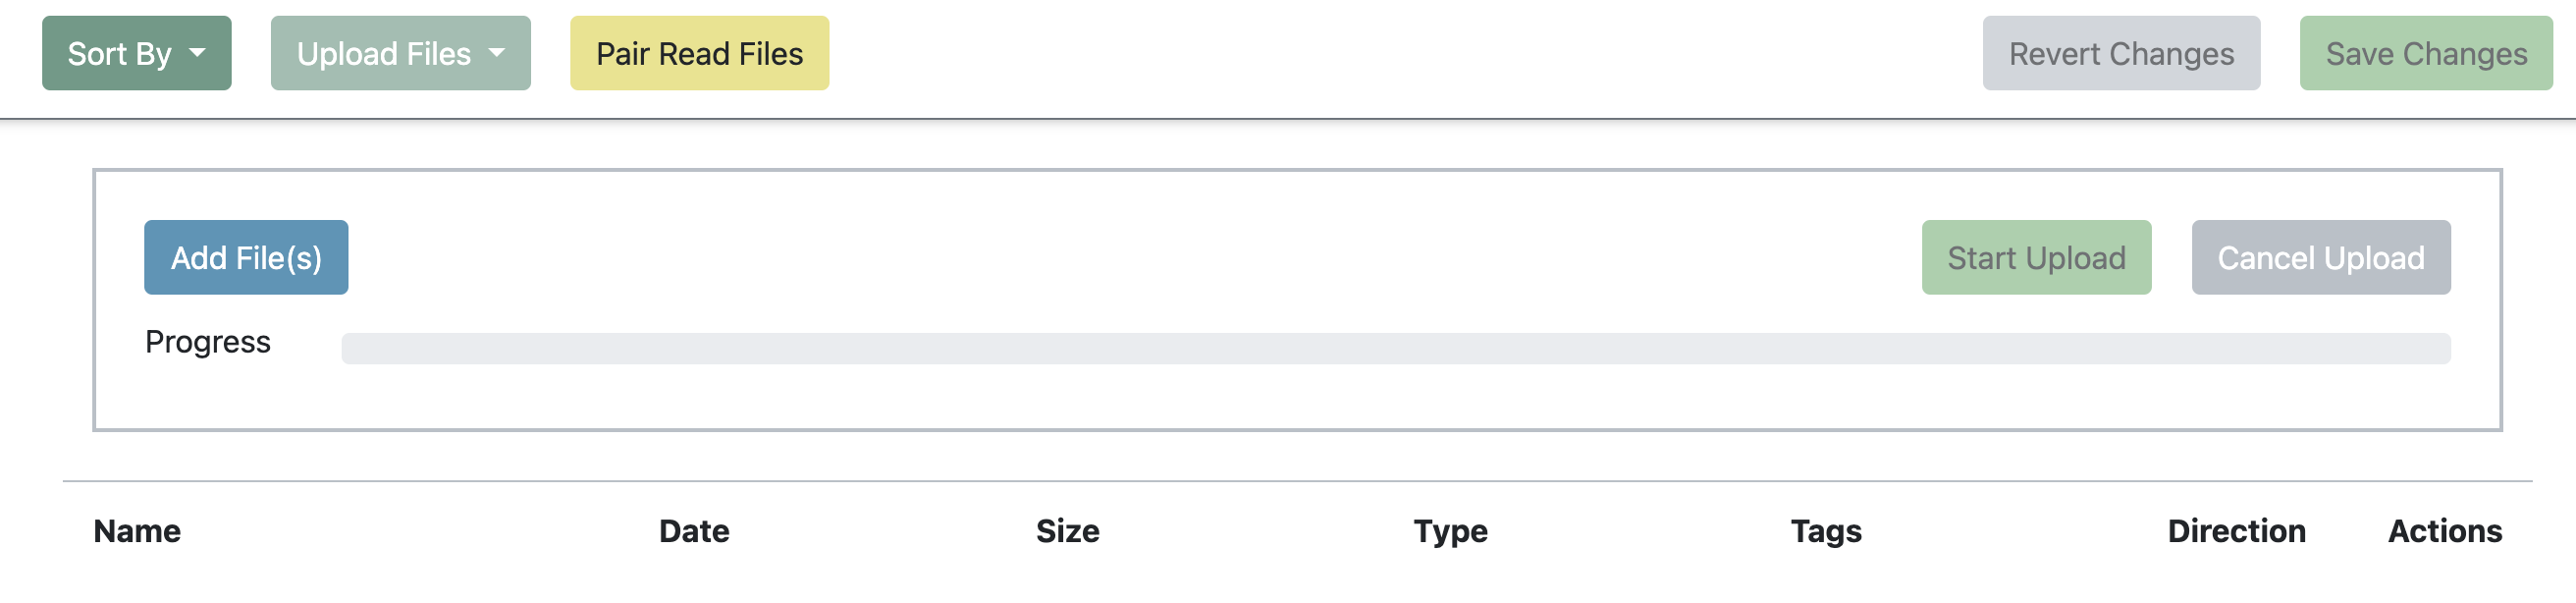 Sort By Upload Files Pair Read Files Revert Changes Save Changes
Add File(s) Start Upload Cancel Upload
Progress
Name Date Size Type Tags Direction Actions